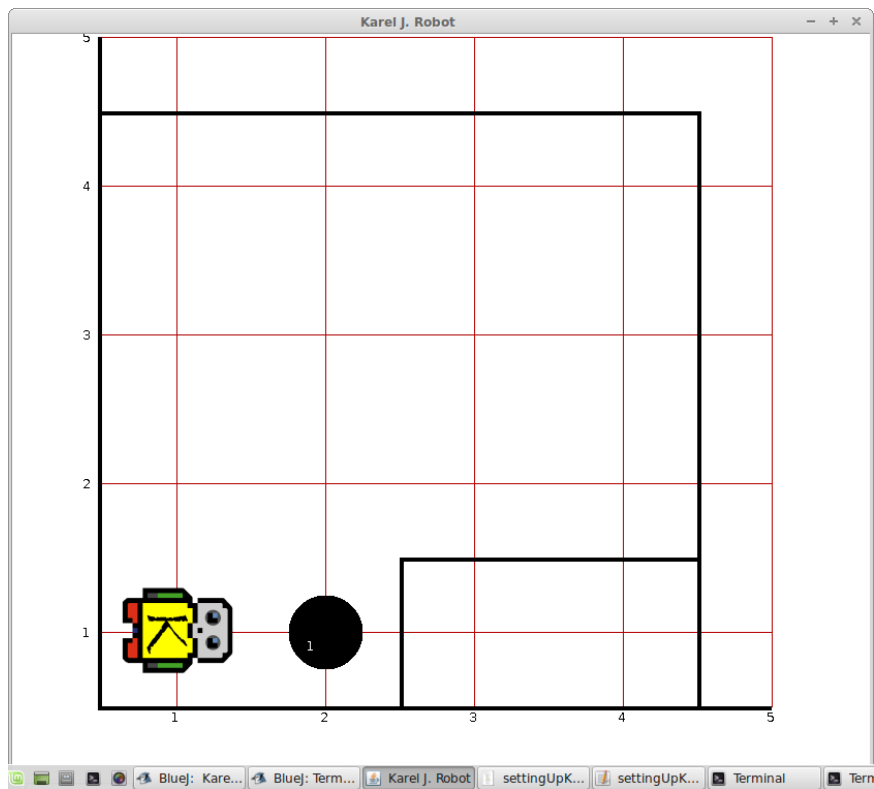 Karel J. Robot
5
4
3
2
1
1
1 2 3 4 5
BlueJ: Kare... BlueJ: Term... Karel J. Robot settingUpK... settingUpK... Terminal Term